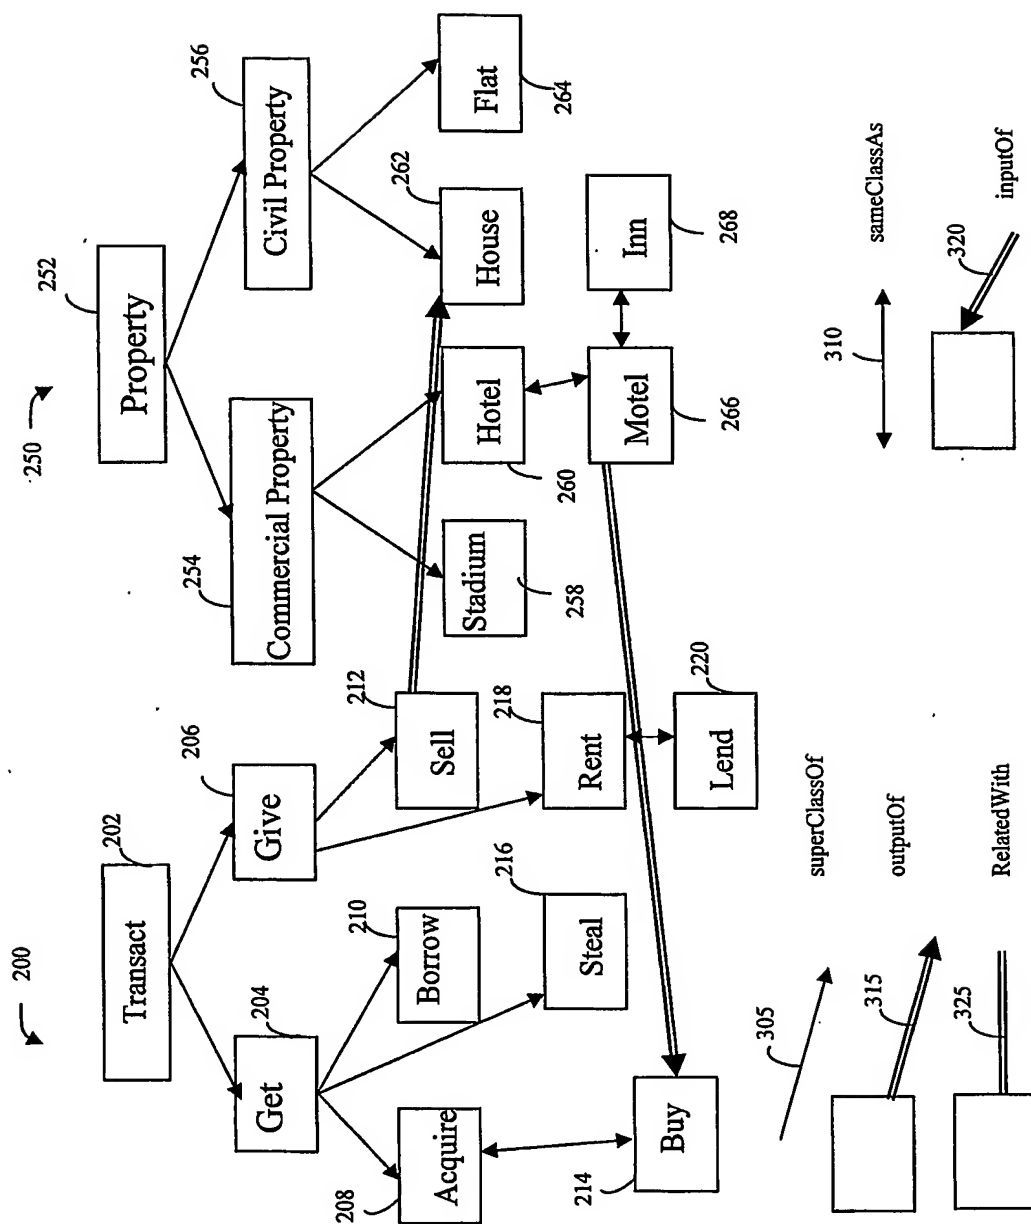 200
250
Transact
202
Property
252
Get
204
Give
206
254
Commercial Property
Civil Property
256
208
Acquire
Borrow
210
Sell
212
Stadium
258
Hotel
260
House
262
Flat
264
214
Buy
Steal
216
Rent
218
Lend
220
Motel
266
Inn
268
305
superClassOf
310
sameClassAs
315
outputOf
320
inputOf
325
RelatedWith